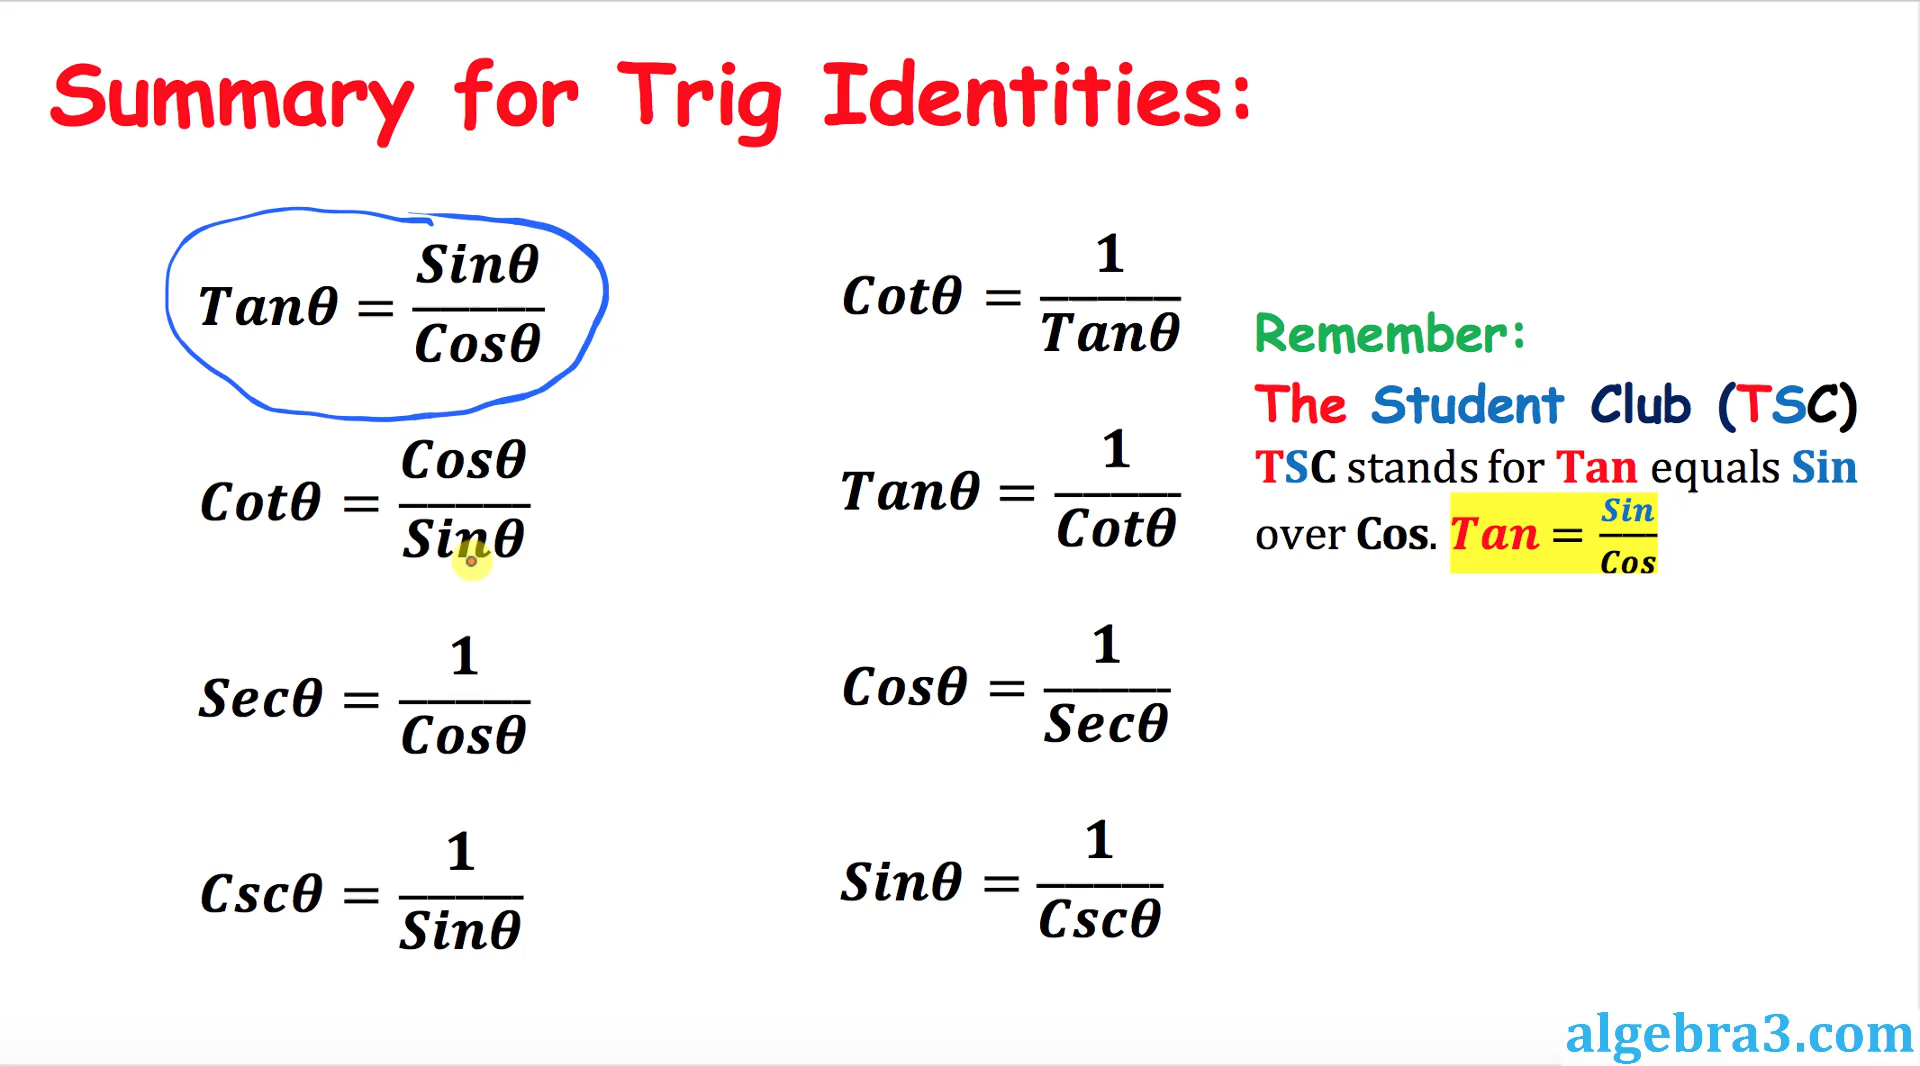 Summary for Trig Identities:
Tanθ = Sinθ/Cosθ
Cotθ = Cosθ/Sinθ
Secθ = 1/Cosθ
Cscθ = 1/Sinθ
Cotθ = 1/Tanθ
Tanθ = 1/Cotθ
Cosθ = 1/Secθ
Sinθ = 1/Cscθ
Remember:
The Student Club (TSC)
TSC stands for Tan equals Sin
over Cos. Tan = Sin/Cos
algebra3.com